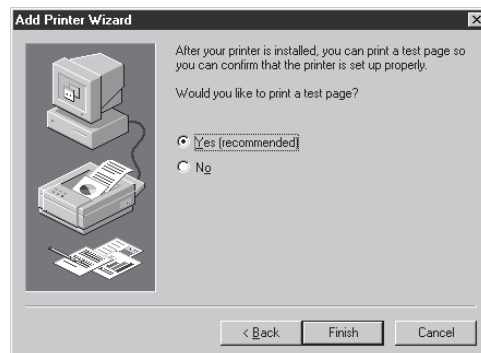 Add Printer Wizard
After your printer is installed, you can print a test page so
you can confirm that the printer is set up properly.
Would you like to print a test page?
Yes (recommended)
No
< Back Finish Cancel